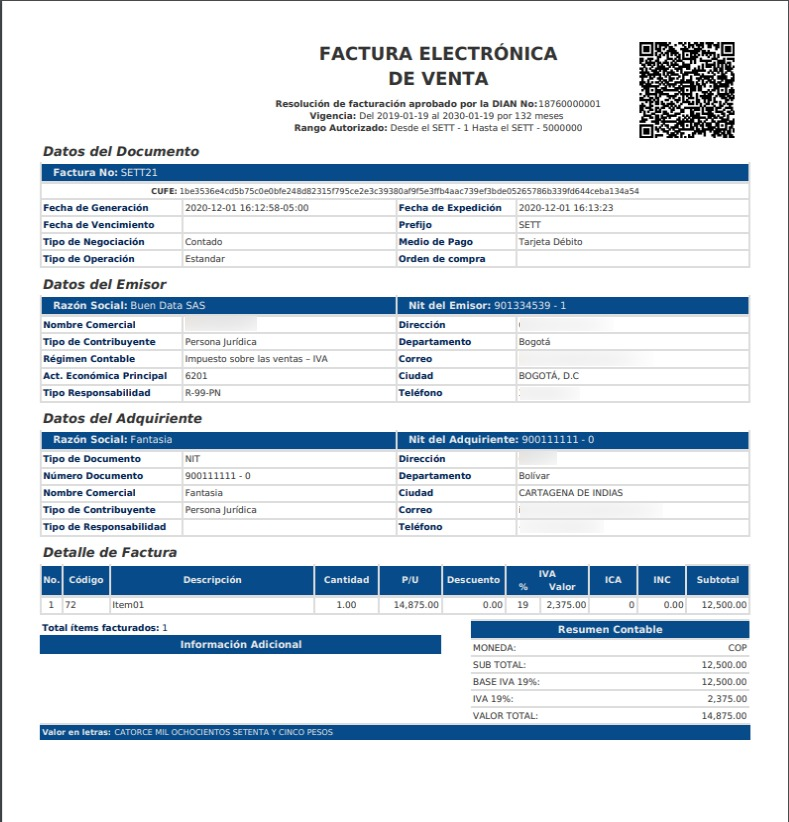 FACTURA ELECTRÓNICA
DE VENTA
Resolución de facturación aprobado por la DIAN No:18760000001
Vigencia: Del 2019-01-19 al 2030-01-19 por 132 meses
Rango Autorizado: Desde el SETT - 1 Hasta el SETT - 5000000
Datos del Documento
Factura No: SETT21
CUFE: 1be3536e4cd5b75c0e0bfe248d82315f795ce2e3c39380af9f5e3ffb4aac739ef3bde05265786b339fd644ceba134a54
Fecha de Generación 2020-12-01 16:12:58-05:00 Fecha de Expedición 2020-12-01 16:13:23
Fecha de Vencimiento Prefijo SETT
Tipo de Negociación Contado Medio de Pago Tarjeta Débito
Tipo de Operación Estandar Orden de compra
Datos del Emisor
Razón Social: Buen Data SAS Nit del Emisor: 901334539 - 1
Nombre Comercial Dirección
Tipo de Contribuyente Persona Jurídica Departamento Bogotá
Régimen Contable Impuesto sobre las ventas – IVA Correo
Act. Económica Principal 6201 Ciudad BOGOTÁ, D.C
Tipo Responsabilidad R-99-PN Teléfono
Datos del Adquiriente
Razón Social: Fantasia Nit del Adquiriente: 900111111 - 0
Tipo de Documento NIT Dirección
Número Documento 900111111 - 0 Departamento Bolívar
Nombre Comercial Fantasia Ciudad CARTAGENA DE INDIAS
Tipo de Contribuyente Persona Jurídica Correo
Tipo de Responsabilidad Teléfono
Detalle de Factura
No. Código Descripción Cantidad P/U Descuento IVA % Valor ICA INC Subtotal
1 72 Item01 1.00 14,875.00 0.00 19 2,375.00 0 0.00 12,500.00
Total ítems facturados: 1
Información Adicional
Resumen Contable
MONEDA: COP
SUB TOTAL: 12,500.00
BASE IVA 19%: 12,500.00
IVA 19%: 2,375.00
VALOR TOTAL: 14,875.00
Valor en letras: CATORCE MIL OCHOCIENTOS SETENTA Y CINCO PESOS